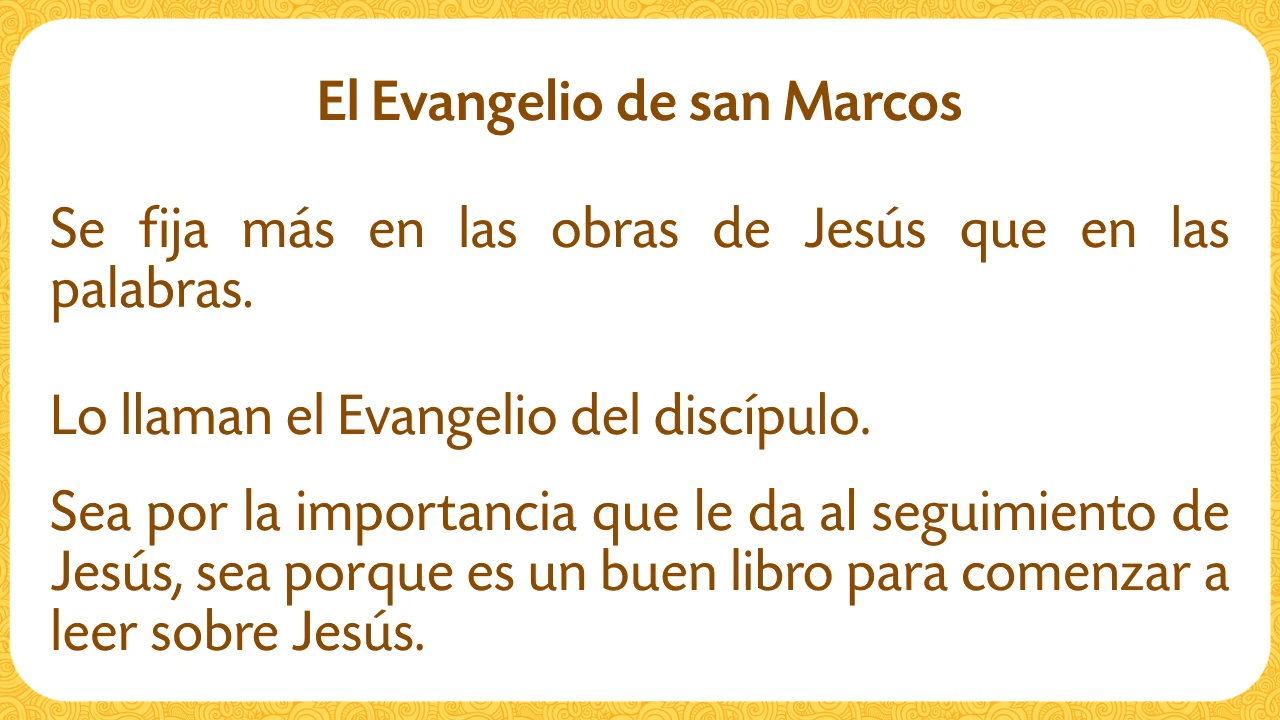 El Evangelio de san Marcos
Se fija más en las obras de Jesús que en las
palabras.
Lo llaman el Evangelio del discípulo.
Sea por la importancia que le da al seguimiento de
Jesús, sea porque es un buen libro para comenzar a
leer sobre Jesús.